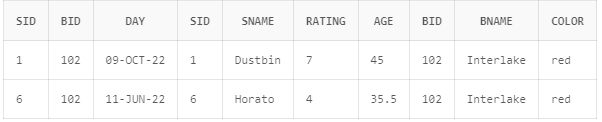 SID BID DAY SID SNAME RATING AGE BID BNAME COLOR
1 102 09-OCT-22 1 Dustbin 7 45 102 Interlake red
6 102 11-JUN-22 6 Horato 4 35.5 102 Interlake red